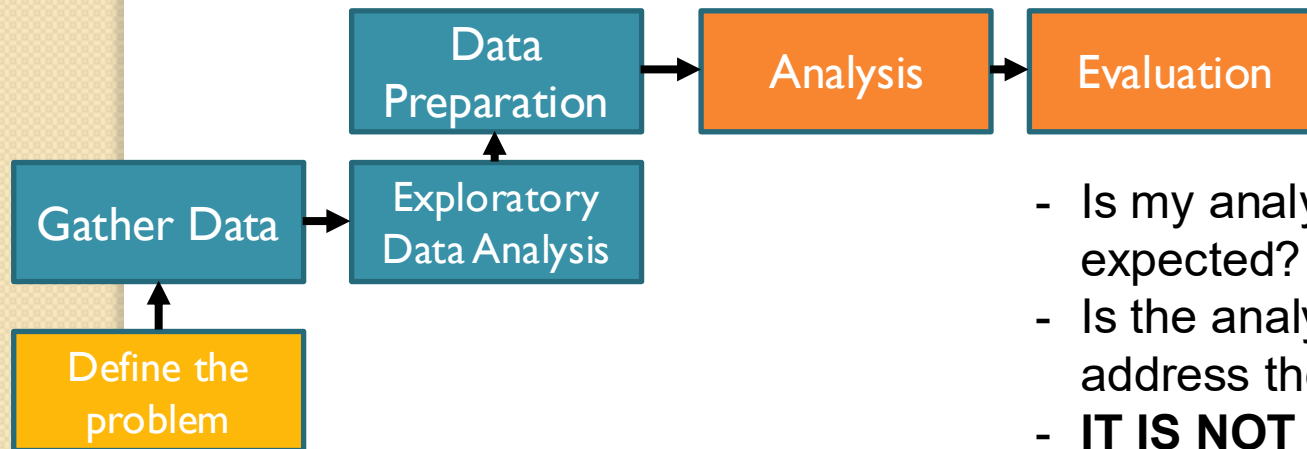 Data
Preparation
Analysis
Evaluation
Gather Data
Exploratory
Data Analysis
Define the
problem
- Is my analy
expected?
- Is the analy
address the
- IT IS NOT